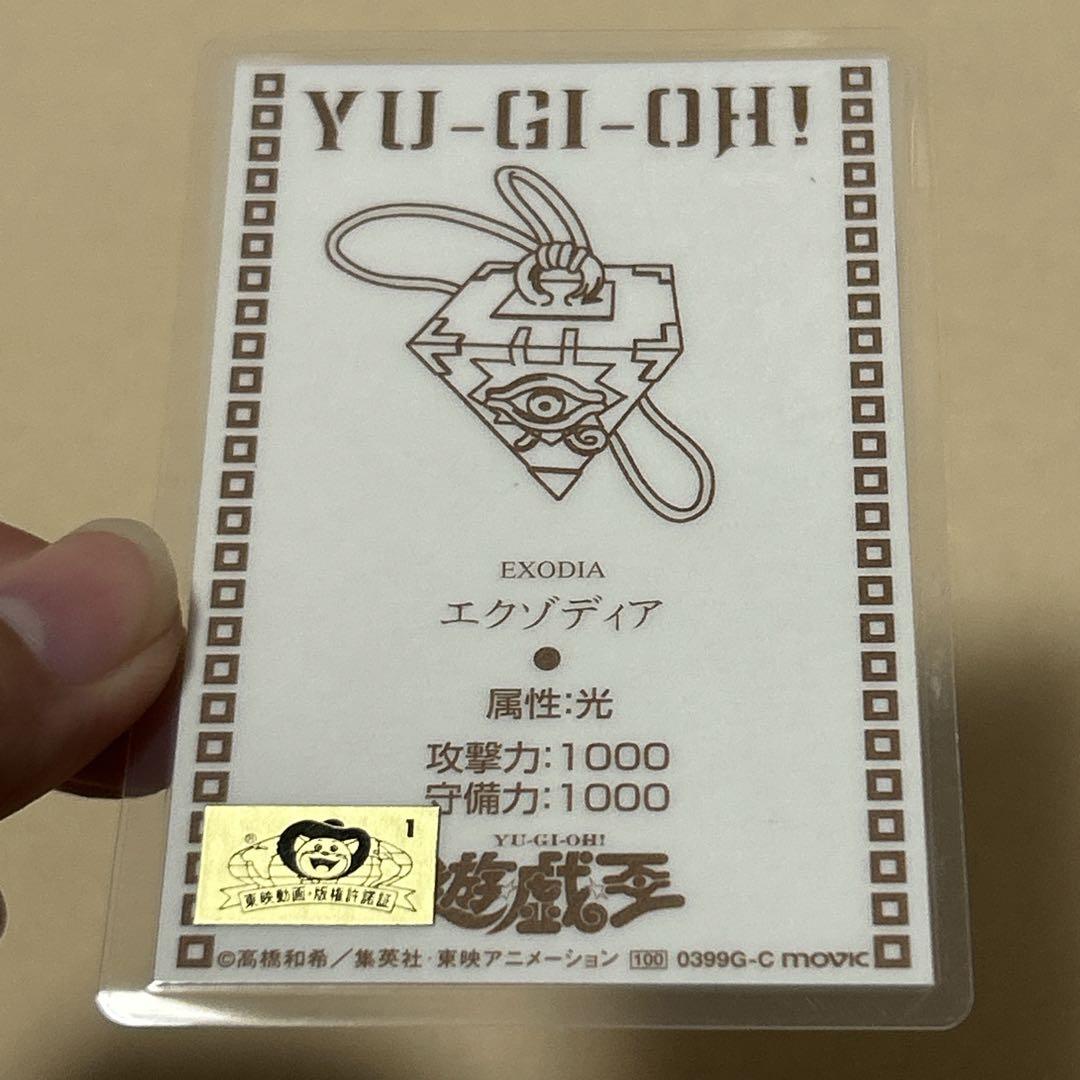 YU-GI-OH!
EXODIA
エクゾディア
属性:光
攻撃力:1000
守備力:1000
YU-GI-OH!
遊戯王
® 1
東映動画・版権許諾証
©高橋和希／集英社・東映アニメーション 100 0399G-C movic